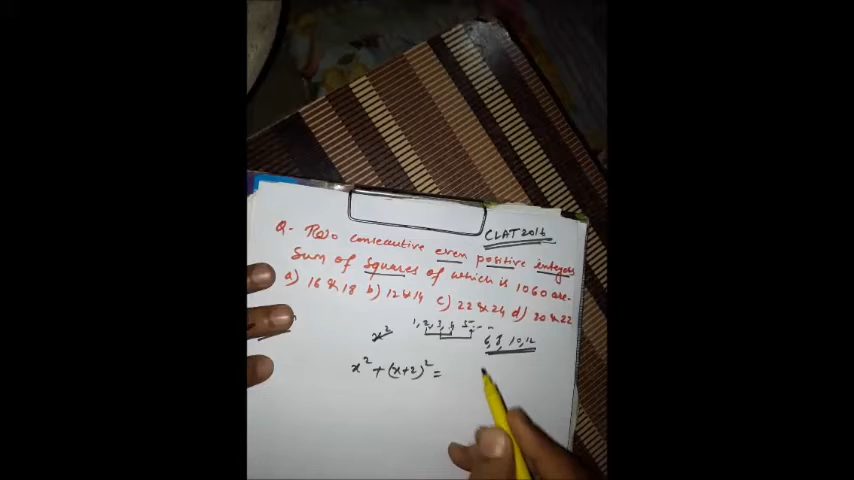 CLAT 2016
Q- Two consecutive even positive integers
Sum of squares of which is 1060 are-
a) 16 & 18 b) 12 & 14 c) 22 & 24 d) 20 & 22
1, 2, 3, 4 5 - - -
x²
6, 8, 10, 12
x² + (x+2)² =